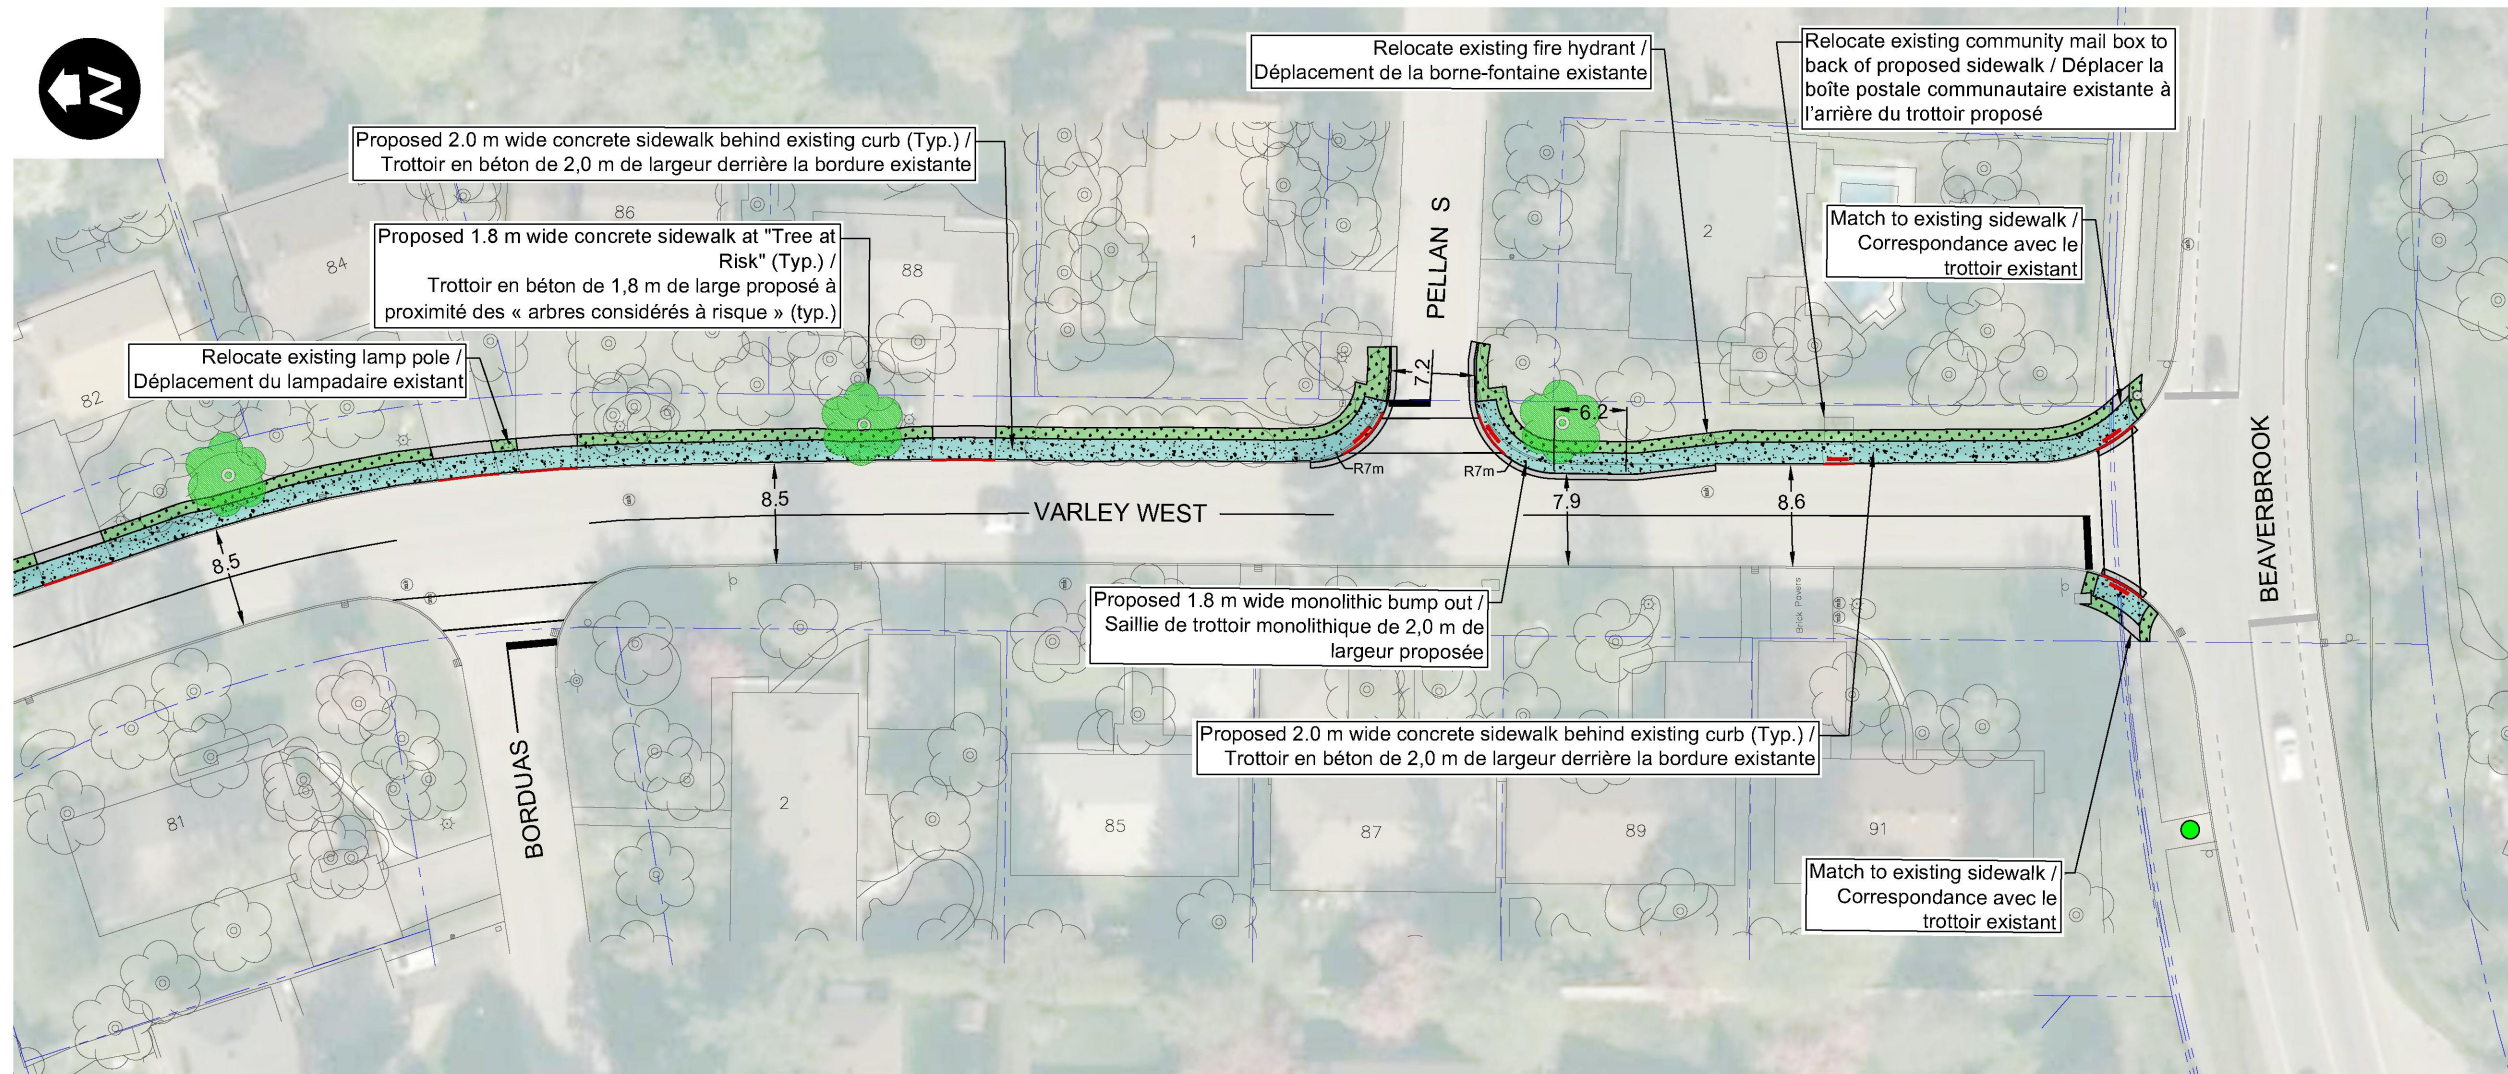 N
Relocate existing fire hydrant /
Déplacement de la borne-fontaine existante
Relocate existing community mail box to
back of proposed sidewalk / Déplacer la
boîte postale communautaire existante à
l'arrière du trottoir proposé
Proposed 2.0 m wide concrete sidewalk behind existing curb (Typ.) /
Trottoir en béton de 2,0 m de largeur derrière la bordure existante
Proposed 1.8 m wide concrete sidewalk at "Tree at
Risk" (Typ.) /
Trottoir en béton de 1,8 m de large proposé à
proximité des « arbres considérés à risque » (typ.)
Match to existing sidewalk /
Correspondance avec le
trottoir existant
Relocate existing lamp pole /
Déplacement du lampadaire existant
82
84
86
88
1
PELLAN S
2
7.2
6.2
R7m
R7m
8.5
8.5
VARLEY WEST
7.9
8.6
BEAVERBROOK
Proposed 1.8 m wide monolithic bump out /
Saillie de trottoir monolithique de 2,0 m de
largeur proposée
Brick Pavers
Proposed 2.0 m wide concrete sidewalk behind existing curb (Typ.) /
Trottoir en béton de 2,0 m de largeur derrière la bordure existante
BORDUAS
81
2
85
87
89
91
Match to existing sidewalk /
Correspondance avec le
trottoir existant